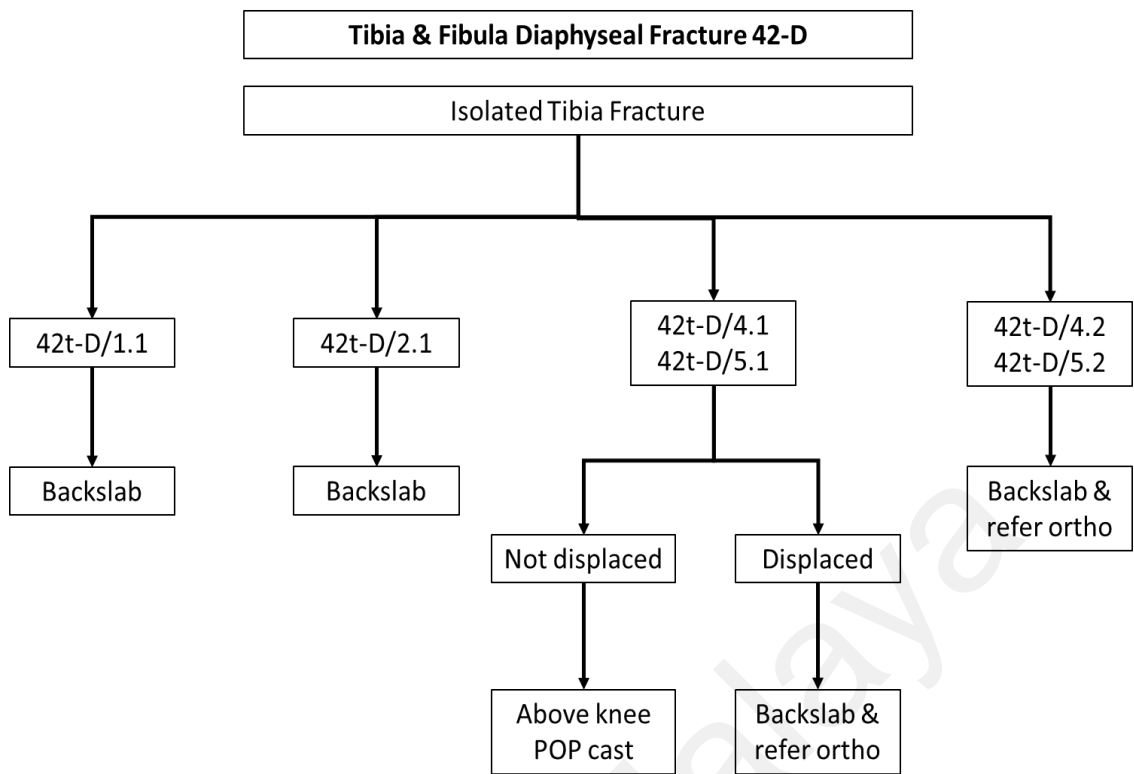 Tibia & Fibula Diaphyseal Fracture 42-D
Isolated Tibia Fracture
42t-D/1.1
42t-D/2.1
42t-D/4.1
42t-D/5.1
42t-D/4.2
42t-D/5.2
Backslab
Backslab
Backslab &
refer ortho
Not displaced
Displaced
Above knee
POP cast
Backslab &
refer ortho
alaya